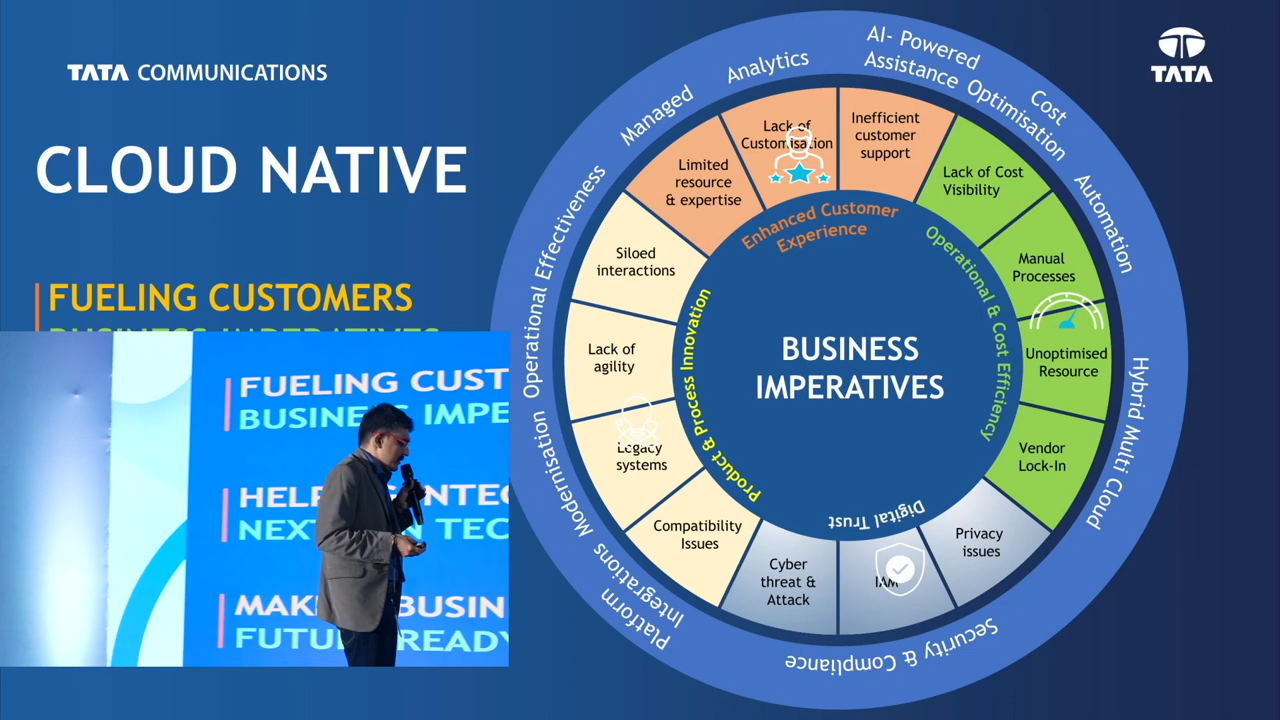 TATA COMMUNICATIONS
TATA
CLOUD NATIVE
FUELING CUSTOMERS
BUSINESS IMPERATIVES
FUELING CUST
BUSINESS IMPE
NEXT
TEC
BUSIN
READY
Managed
Analytics
AI- Powered
Assistance
Cost
Optimisation
Automation
Hybrid Multi Cloud
Security & Compliance
Platform
Integrations
Modernisation
Operational Effectiveness
Limited
resource
& expertise
Lack of
Customisation
Inefficient
customer
support
Lack of Cost
Visibility
Manual
Processes
Unoptimised
Resource
Vendor
Lock-In
Privacy
issues
IAM
Cyber
threat &
Attack
Compatibility
Issues
Legacy
systems
Lack of
agility
Siloed
interactions
Enhanced Customer
Experience
Operational & Cost Efficiency
Digital Trust
Product & Process Innovation
BUSINESS
IMPERATIVES